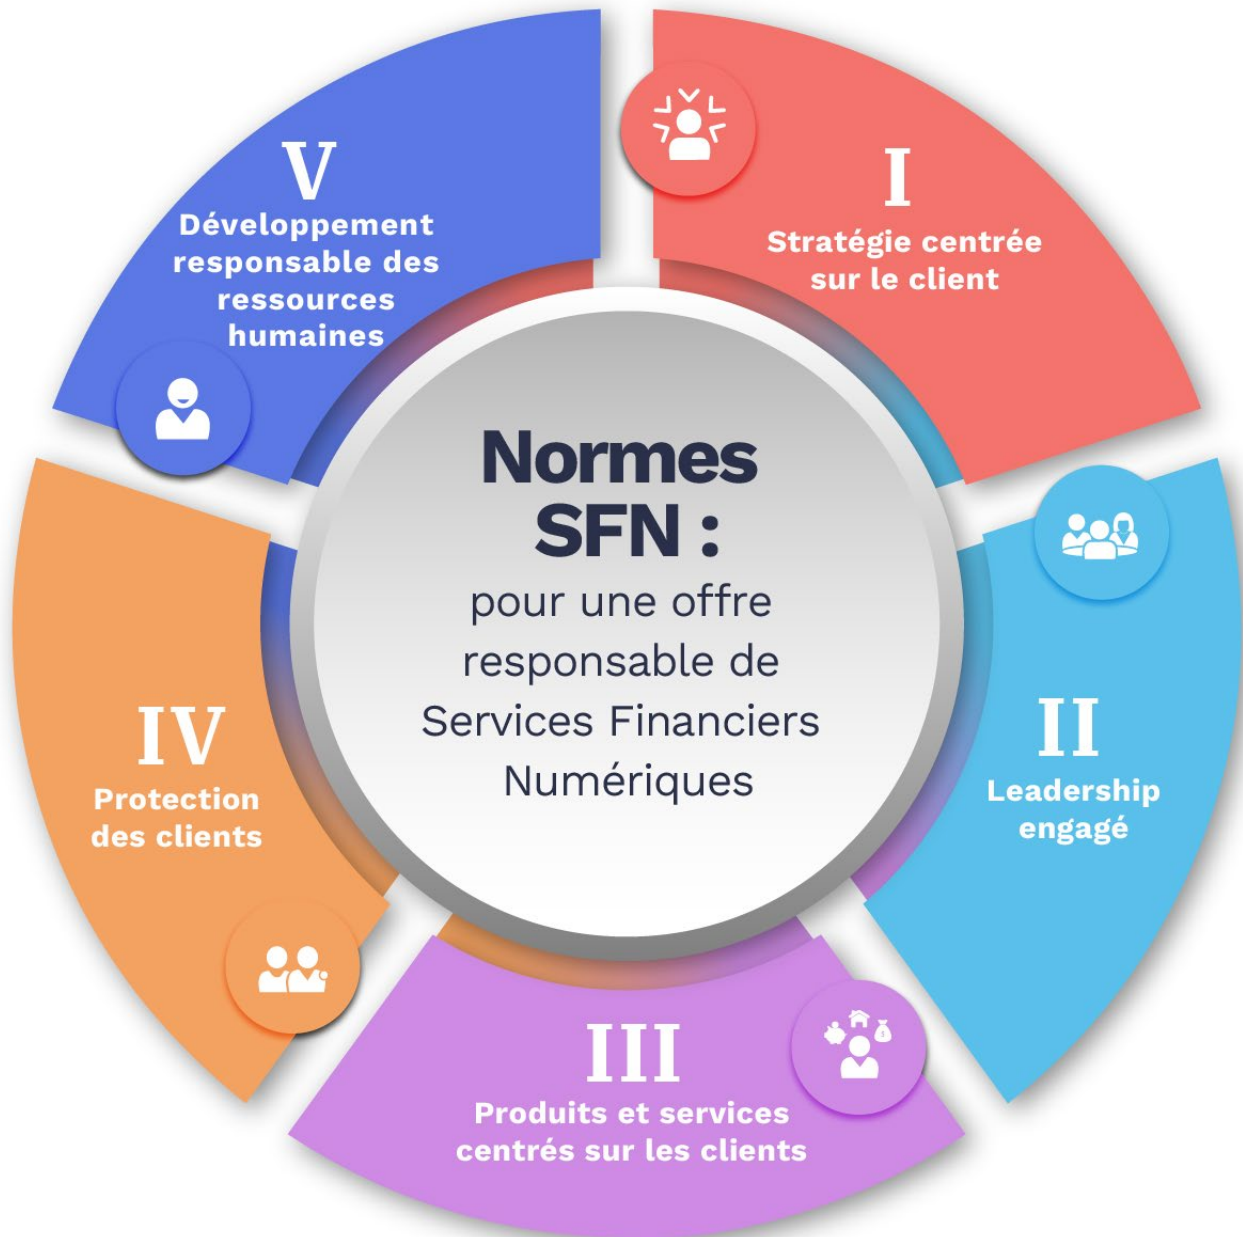 Normes
SFN :
pour une offre
responsable de
Services Financiers
Numériques
I
Stratégie centrée
sur le client
II
Leadership
engagé
III
Produits et services
centrés sur les clients
IV
Protection
des clients
V
Développement
responsable des
ressources
humaines